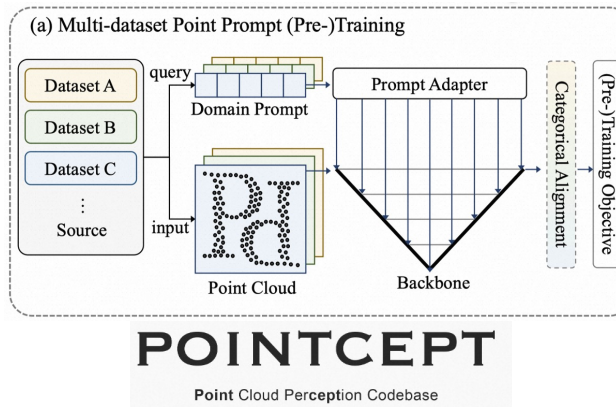 (a) Multi-dataset Point Prompt (Pre-)Training
Dataset A
Dataset B
Dataset C
⋮
Source
query
input
Domain Prompt
Point Cloud
Prompt Adapter
Backbone
Categorical Alignment
(Pre-)Training Objective
POINTCEPT
Point Cloud Perception Codebase